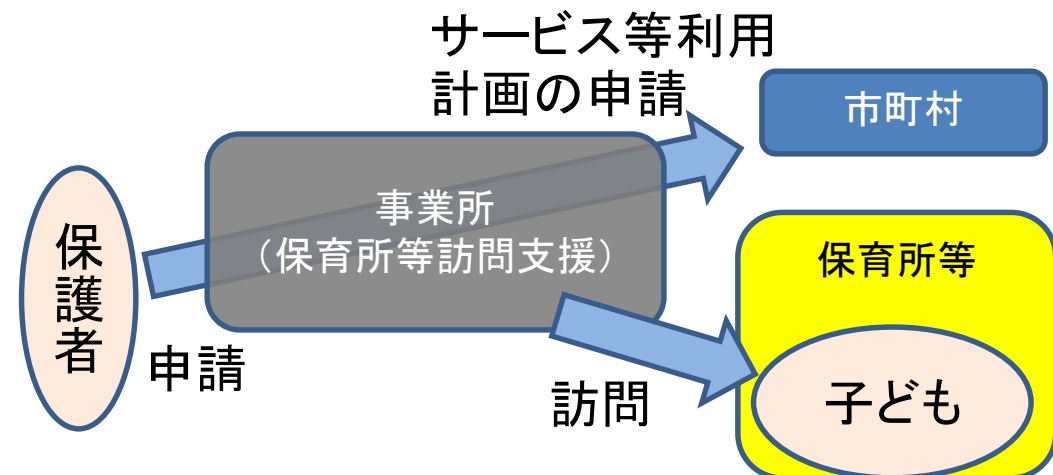 サービス等利用
計画の申請
市町村
事業所
（保育所等訪問支援）
保護者
申請
訪問
保育所等
子ども